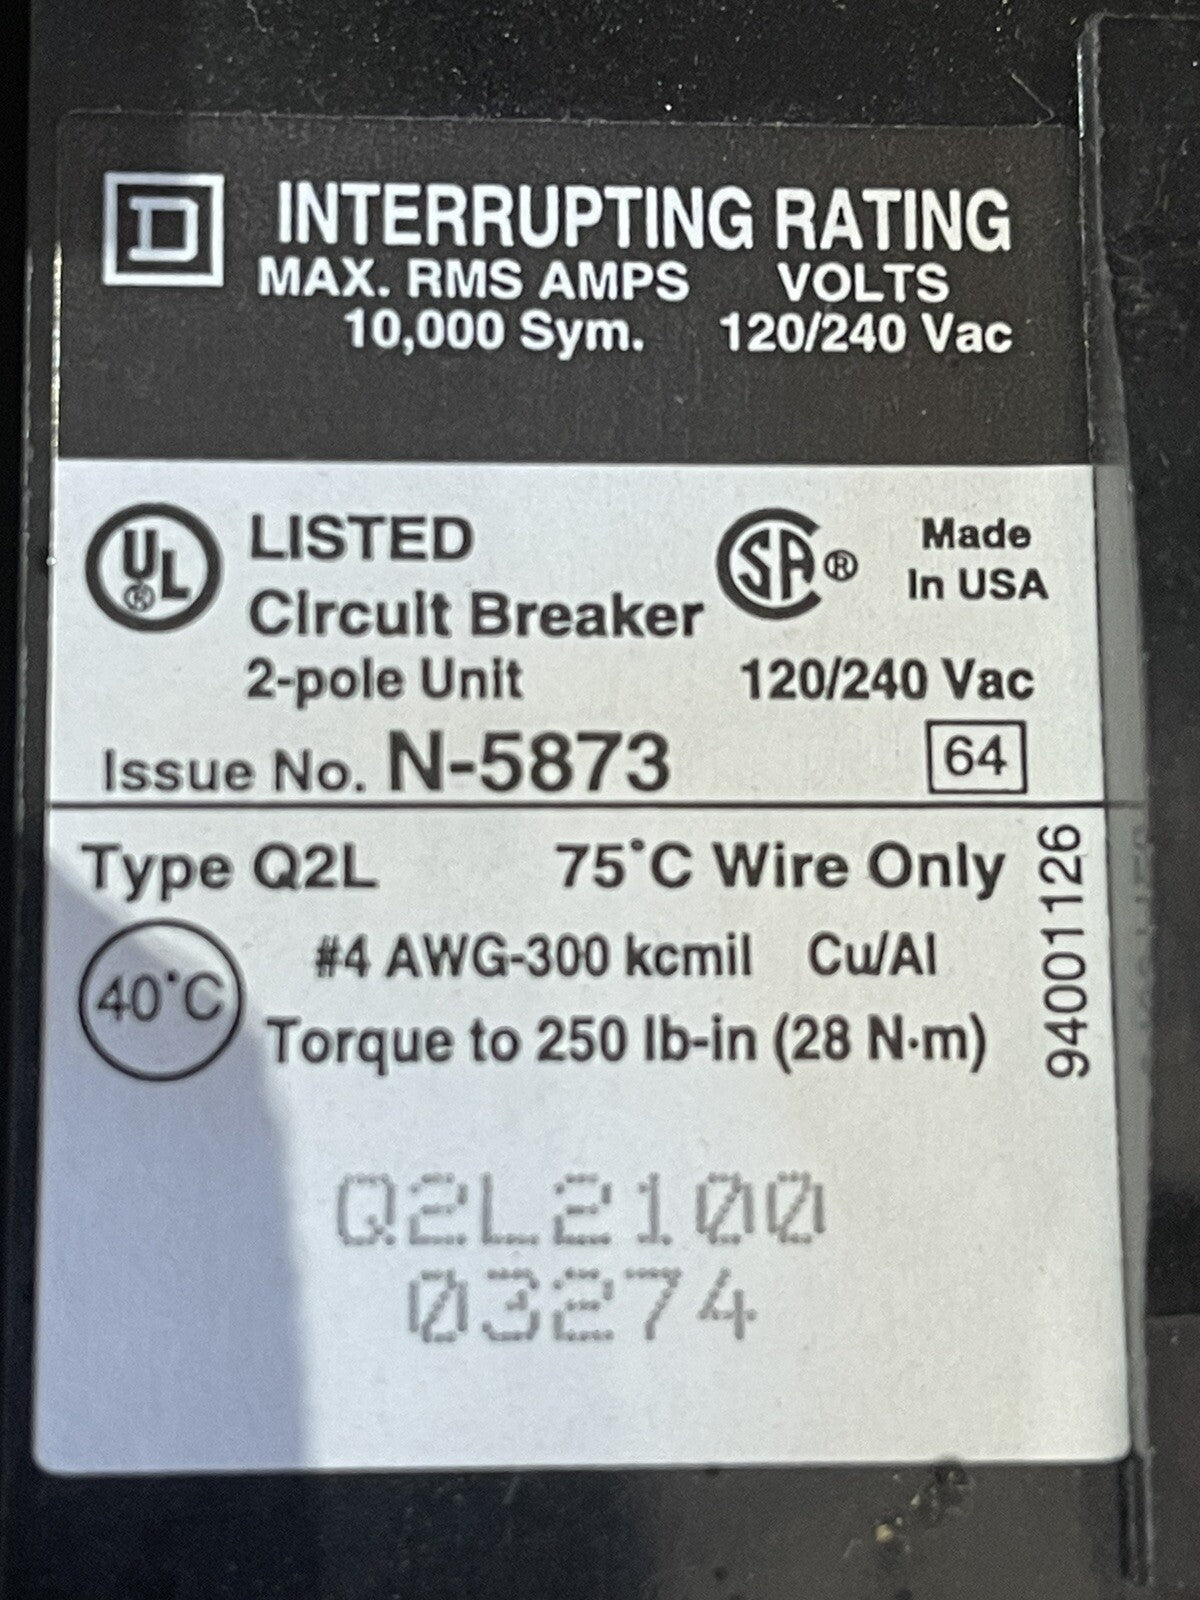 D INTERRUPTING RATING
MAX. RMS AMPS VOLTS
10,000 Sym. 120/240 Vac
UL® LISTED
Circuit Breaker
SA® Made
In USA
2-pole Unit 120/240 Vac
Issue No. N-5873 64
Type Q2L 75°C Wire Only
40°C #4 AWG-300 kcmil Cu/Al
Torque to 250 lb-in (28 N·m)
94001126
Q2L2100
03274